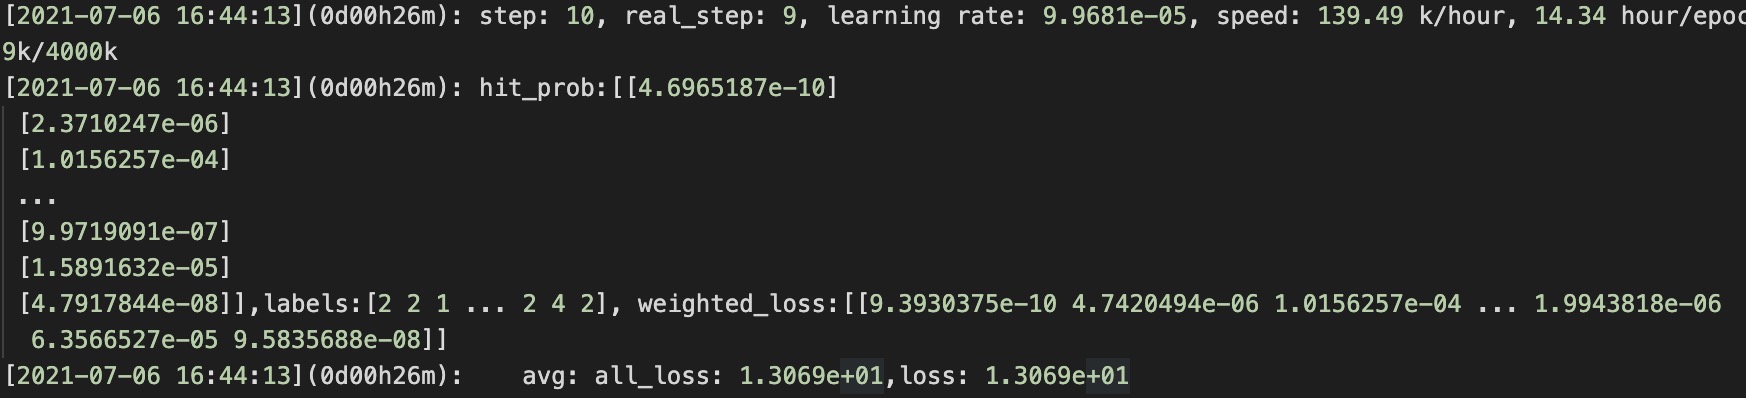 [2021-07-06 16:44:13](0d00h26m): step: 10, real_step: 9, learning rate: 9.9681e-05, speed: 139.49 k/hour, 14.34 hour/epoc
9k/4000k
[2021-07-06 16:44:13](0d00h26m): hit_prob:[[4.6965187e-10]
[2.3710247e-06]
[1.0156257e-04]
...
[9.9719091e-07]
[1.5891632e-05]
[4.7917844e-08]],labels:[2 2 1 ... 2 4 2], weighted_loss:[[9.3930375e-10 4.7420494e-06 1.0156257e-04 ... 1.9943818e-06
6.3566527e-05 9.5835688e-08]]
[2021-07-06 16:44:13](0d00h26m): avg: all_loss: 1.3069e+01,loss: 1.3069e+01